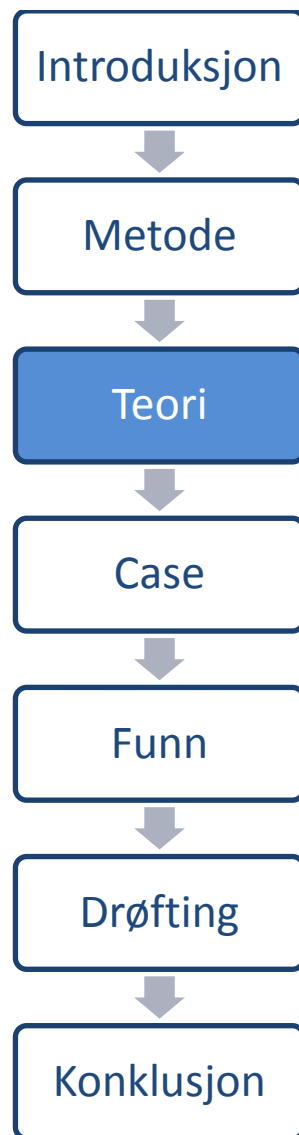 Introduksjon
Metode
Teori
Case
Funn
Drøfting
Konklusjon